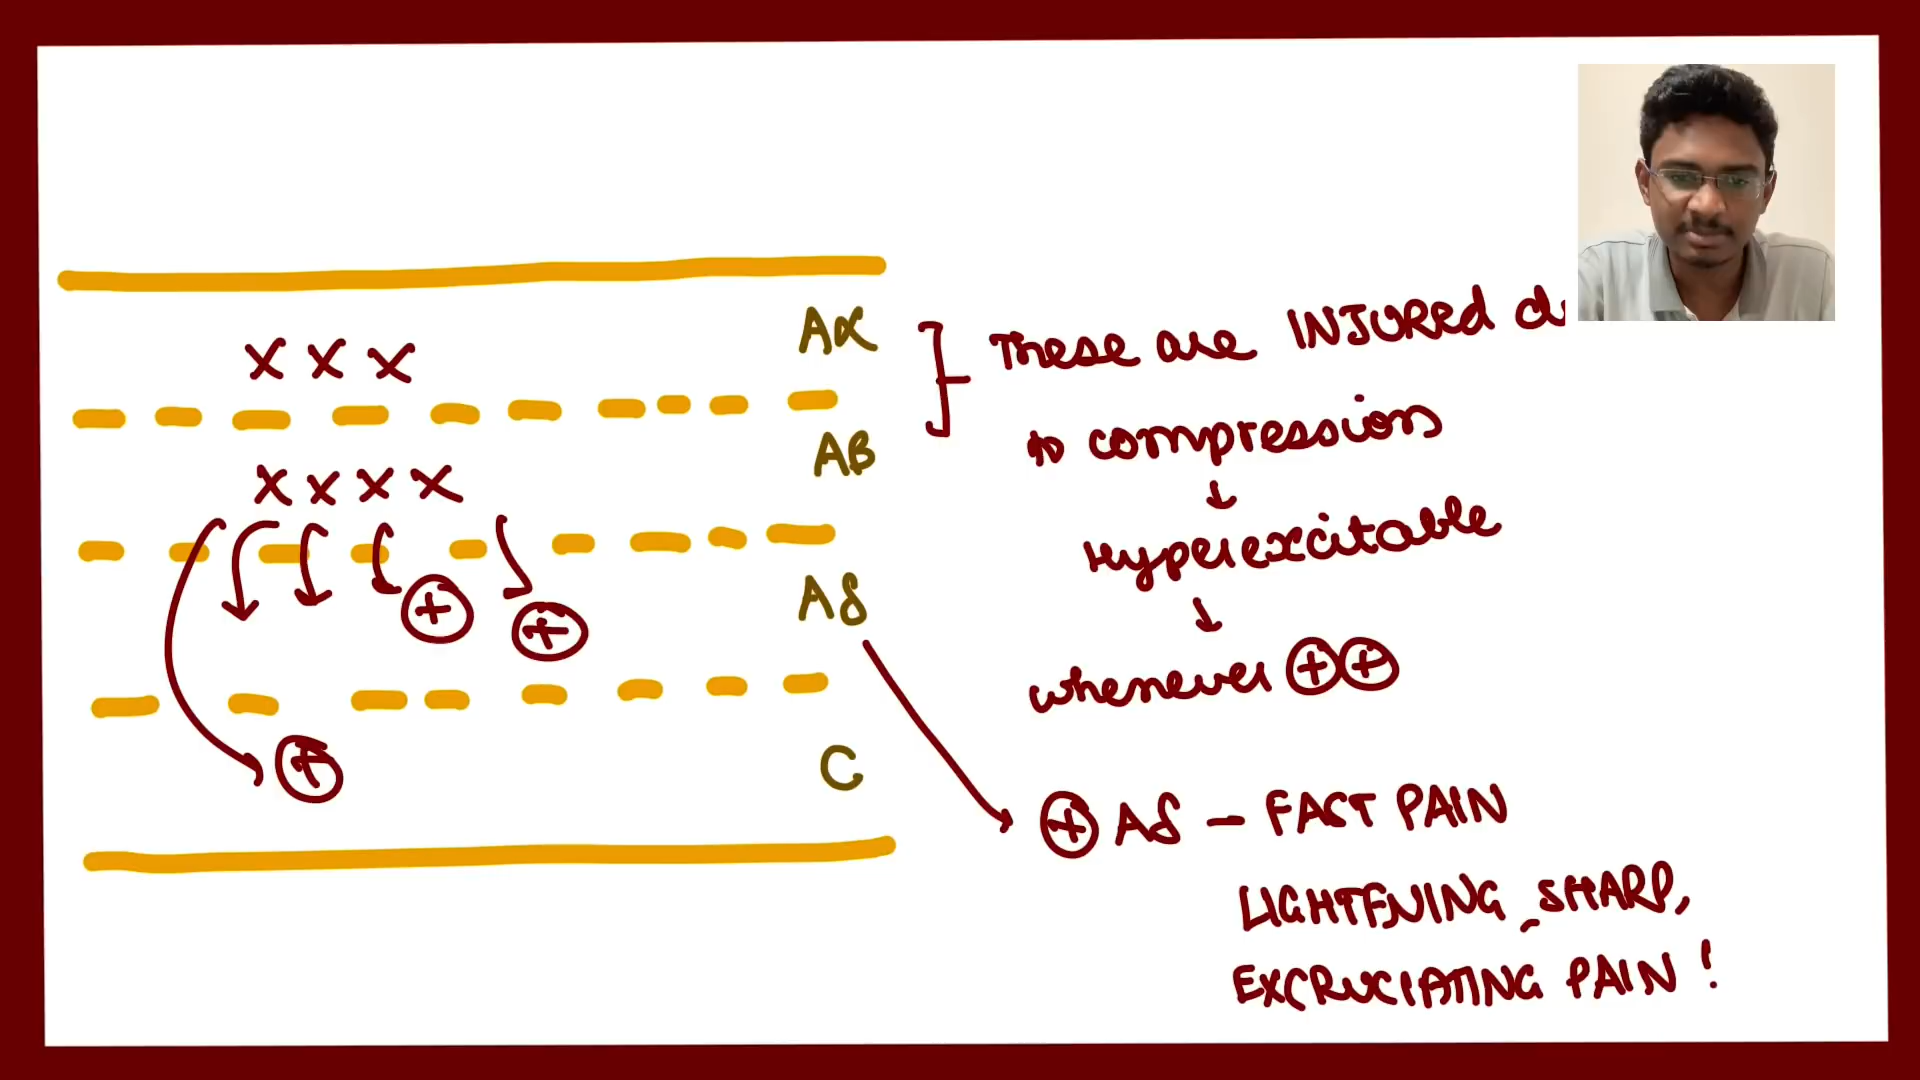 Aα
x x x
These are INJURED
AB
to compression
x x x x
↓
Hyperexcitable
Aδ
↓
whenever ⊕⊕
C
⊕ Aδ - FAST PAIN
LIGHTENING, SHARP,
EXCRUCIATING PAIN!